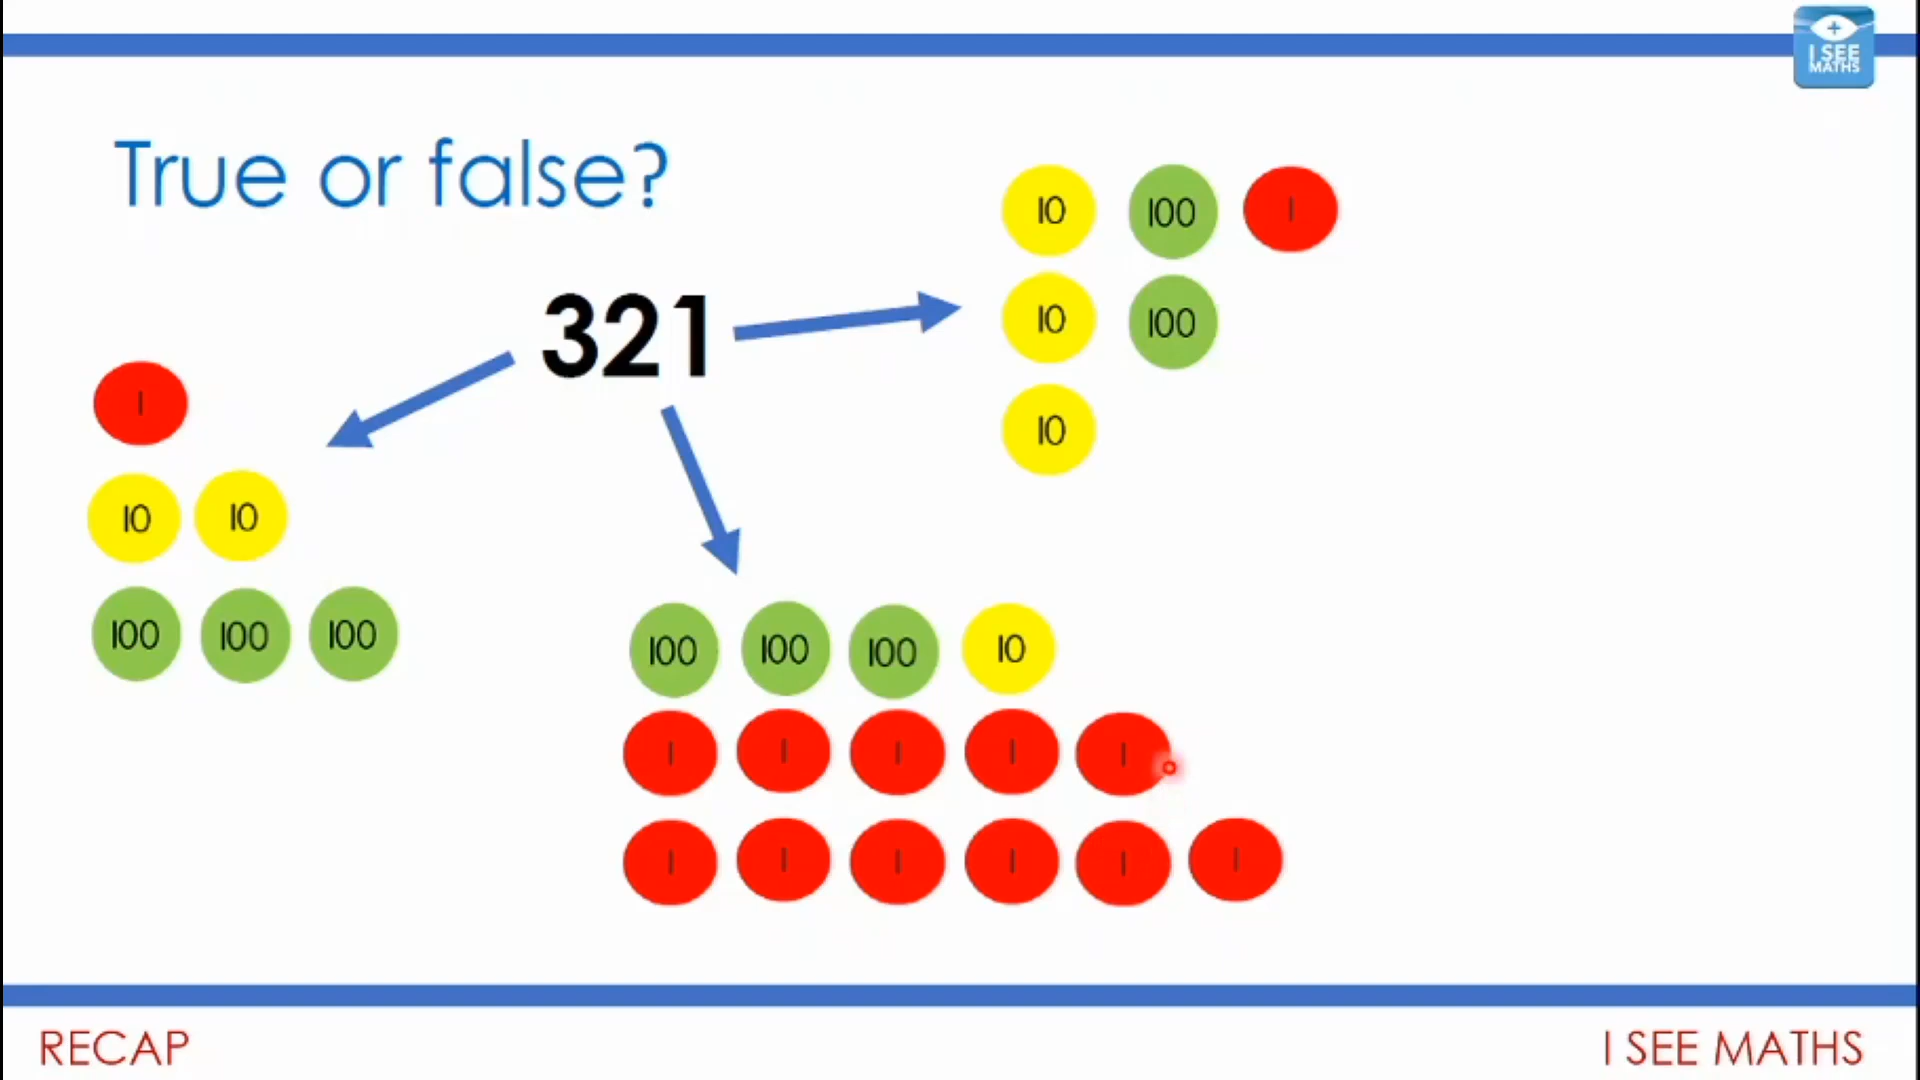 I SEE
MATHS
True or false?
321
10 100 1
10 100
10
1
10 10
100 100 100
100 100 100 10
1 1 1 1 1
1 1 1 1 1 1
RECAP
I SEE MATHS